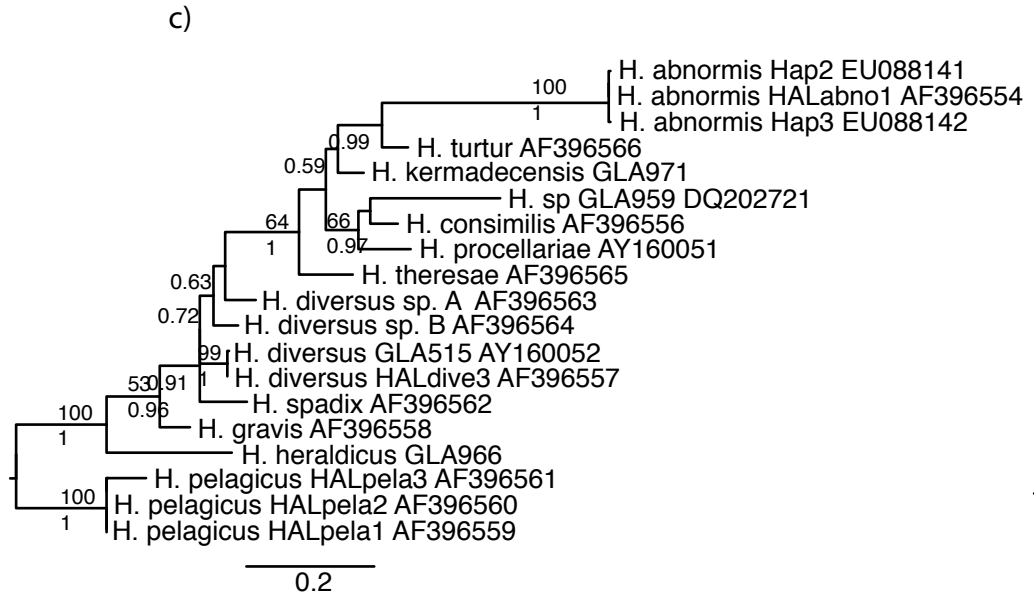 c)
H. abnormis Hap2 EU088141
100
H. abnormis HALabno1 AF396554
1
H. abnormis Hap3 EU088142
0.99
H. turtur AF396566
0.59
H. kermadecensis GLA971
H. sp GLA959 DQ202721
64
66
H. consimilis AF396556
1
0.97
H. procellariae AY160051
H. theresae AF396565
0.63
H. diversus sp. A AF396563
0.72
H. diversus sp. B AF396564
99
H. diversus GLA515 AY160052
53
0.91
1
H. diversus HALdive3 AF396557
0.96
H. spadix AF396562
100
H. gravis AF396558
1
H. heraldicus GLA966
H. pelagicus HALpela3 AF396561
100
H. pelagicus HALpela2 AF396560
1
H. pelagicus HALpela1 AF396559
0.2